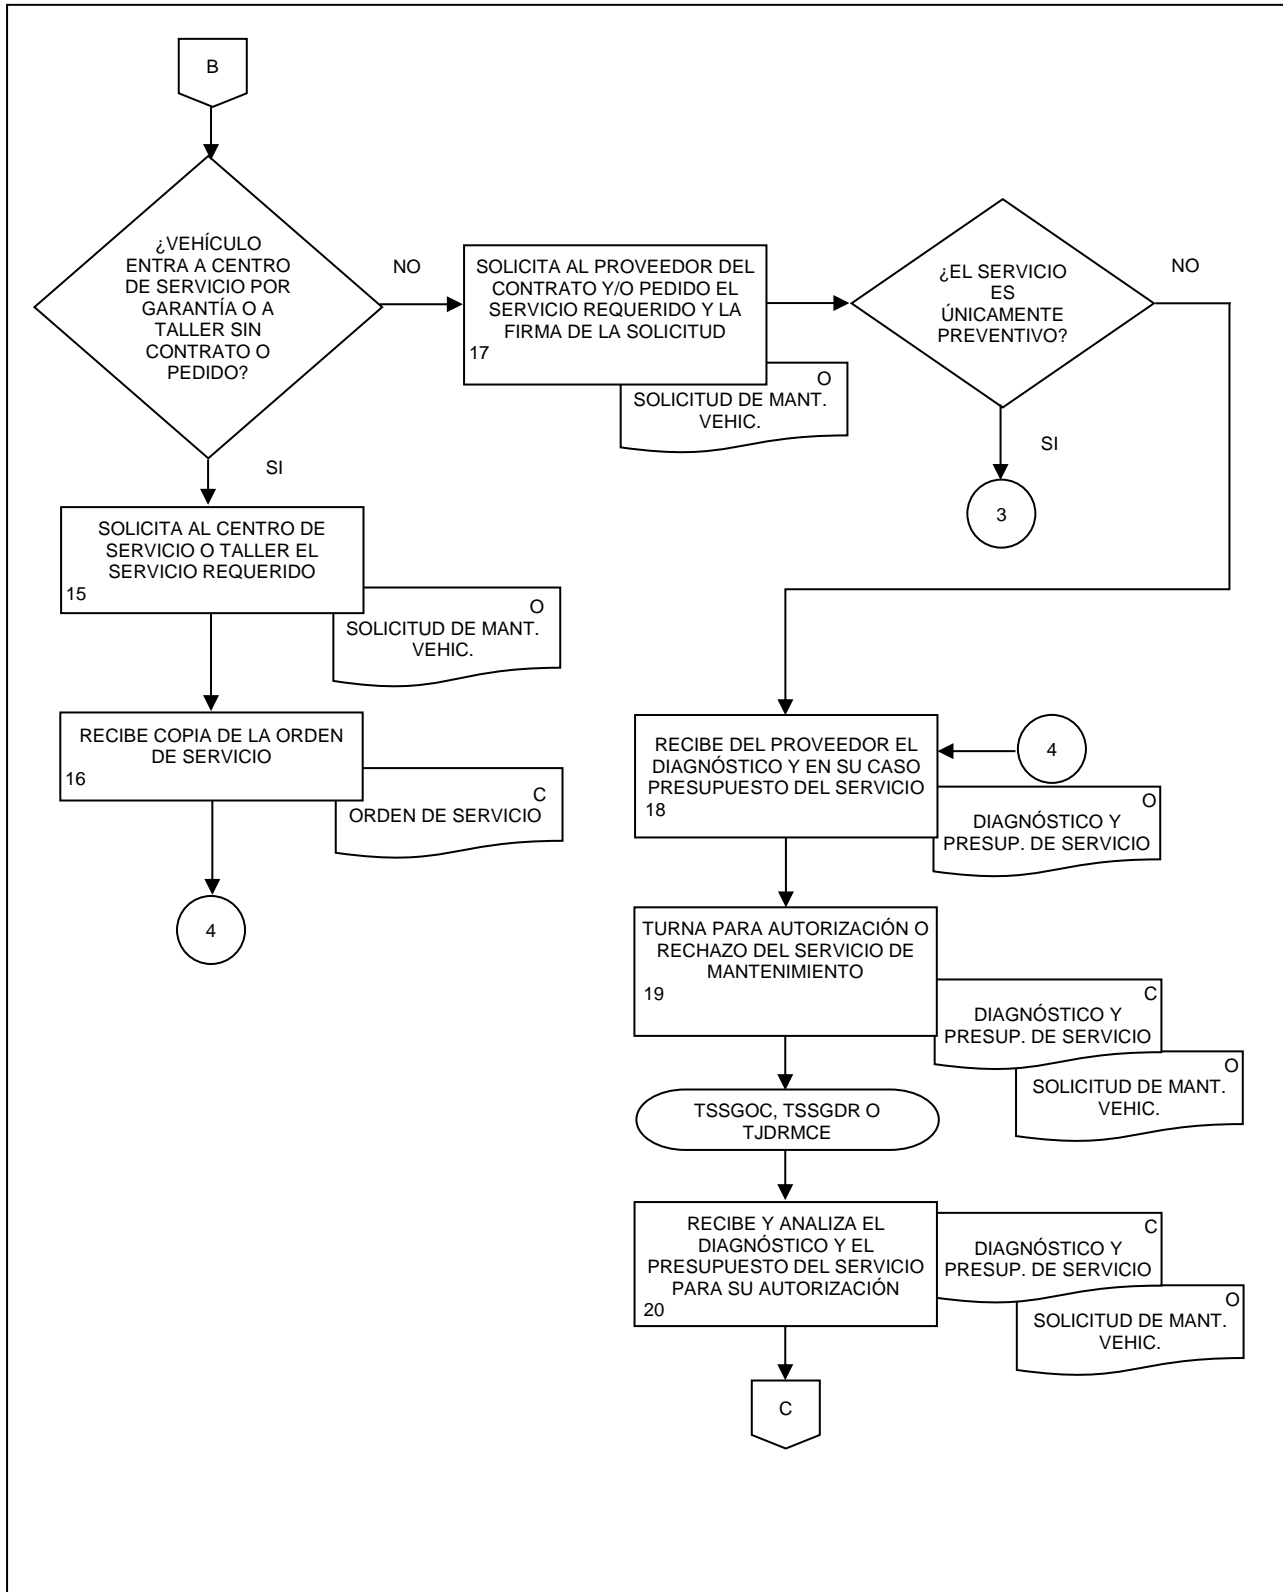 B
¿VEHÍCULO
ENTRA A CENTRO
DE SERVICIO POR
GARANTÍA O A
TALLER SIN
CONTRATO O
PEDIDO?
NO
SOLICITA AL PROVEEDOR DEL
CONTRATO Y/O PEDIDO EL
SERVICIO REQUERIDO Y LA
FIRMA DE LA SOLICITUD
17
O
SOLICITUD DE MANT.
VEHIC.
¿EL SERVICIO
ES
ÚNICAMENTE
PREVENTIVO?
NO
SI
3
SI
SOLICITA AL CENTRO DE
SERVICIO O TALLER EL
SERVICIO REQUERIDO
15
O
SOLICITUD DE MANT.
VEHIC.
RECIBE COPIA DE LA ORDEN
DE SERVICIO
16
C
ORDEN DE SERVICIO
4
RECIBE DEL PROVEEDOR EL
DIAGNÓSTICO Y EN SU CASO
PRESUPUESTO DEL SERVICIO
18
4
O
DIAGNÓSTICO Y
PRESUP. DE SERVICIO
TURNA PARA AUTORIZACIÓN O
RECHAZO DEL SERVICIO DE
MANTENIMIENTO
19
C
DIAGNÓSTICO Y
PRESUP. DE SERVICIO
O
SOLICITUD DE MANT.
VEHIC.
TSSGOC, TSSGDR O
TJDRMCE
RECIBE Y ANALIZA EL
DIAGNÓSTICO Y EL
PRESUPUESTO DEL SERVICIO
PARA SU AUTORIZACIÓN
20
C
DIAGNÓSTICO Y
PRESUP. DE SERVICIO
O
SOLICITUD DE MANT.
VEHIC.
C